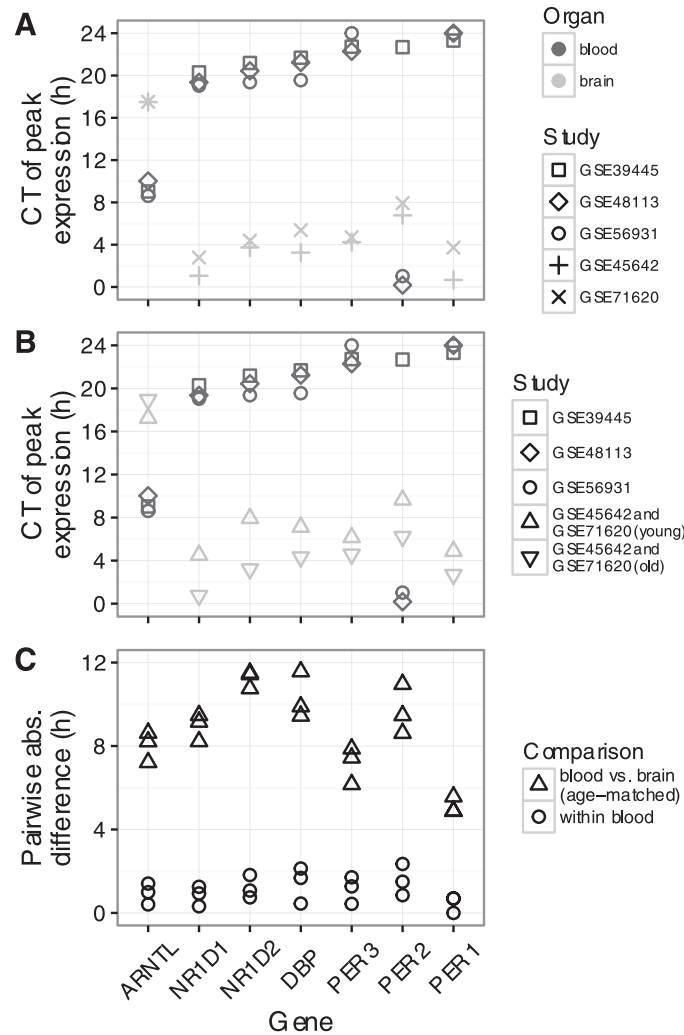 A
CT of peak
expression (h)
24
20
16
12
8
4
0
Organ
blood
brain
Study
GSE39445
GSE48113
GSE56931
GSE45642
GSE71620
B
CT of peak
expression (h)
24
20
16
12
8
4
0
Study
GSE39445
GSE48113
GSE56931
GSE45642 and
GSE71620 (young)
GSE45642 and
GSE71620 (old)
C
Pairwise abs.
difference (h)
12
8
4
0
Comparison
blood vs. brain
(age-matched)
within blood
ARNTL
NR1D1
NR1D2
DBP
PER3
PER2
PER1
Gene